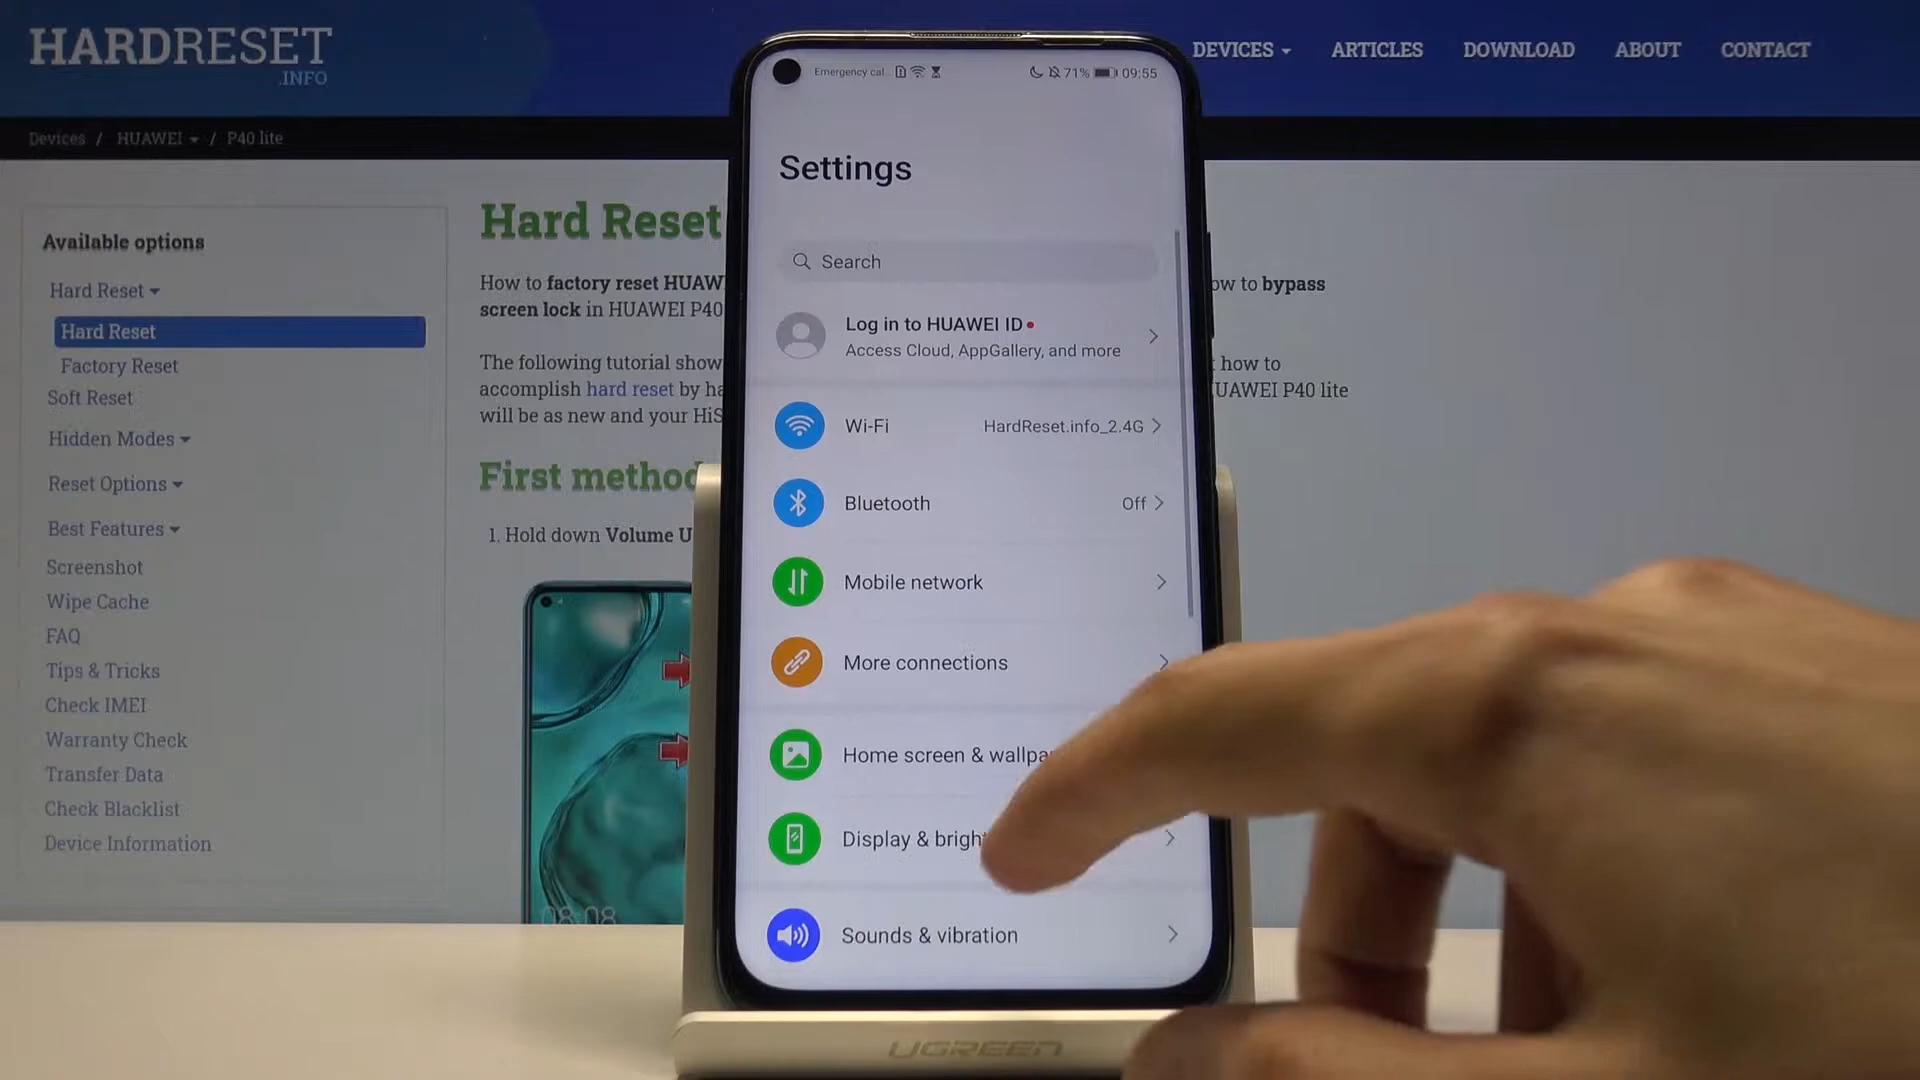 HARDRESET
.INFO
DEVICES
ARTICLES
DOWNLOAD
ABOUT
CONTACT
Devices / HUAWEI / P40 lite
Available options
Hard Reset
Hard Reset
Factory Reset
Soft Reset
Hidden Modes
Reset Options
Best Features
Screenshot
Wipe Cache
FAQ
Tips & Tricks
Check IMEI
Warranty Check
Transfer Data
Check Blacklist
Device Information
Hard Reset
How to factory reset HUAW
screen lock in HUAWEI P40
The following tutorial show
accomplish hard reset by ha
will be as new and your HiS
First method
1. Hold down Volume U
08:08
ow to bypass
t how to
UAWEI P40 lite
Emergency cal...
71% 09:55
Settings
Search
Log in to HUAWEI ID
Access Cloud, AppGallery, and more
Wi-Fi HardReset.info_2.4G
Bluetooth Off
Mobile network
More connections
Home screen & wallpa
Display & brigh
Sounds & vibration
UGREEN